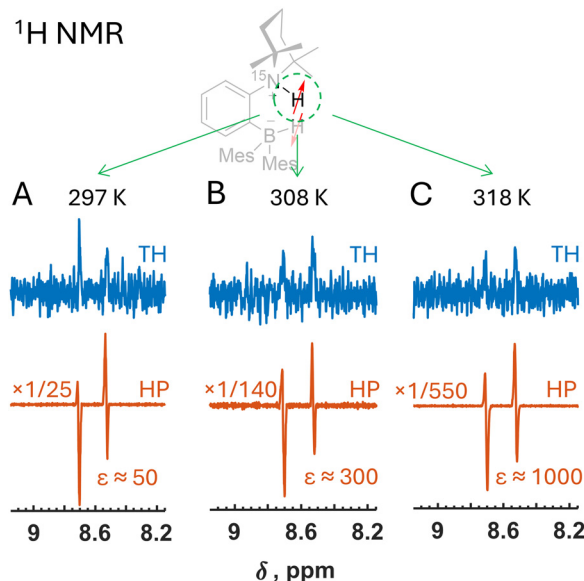 ¹H NMR
¹⁵N
+
H
H
B
−
Mes
Mes
A 297 K B 308 K C 318 K
TH TH TH
×1/25 HP ×1/140 HP ×1/550 HP
ε ≈ 50 ε ≈ 300 ε ≈ 1000
9 8.6 8.2 9 8.6 8.2 9 8.6 8.2
δ , ppm